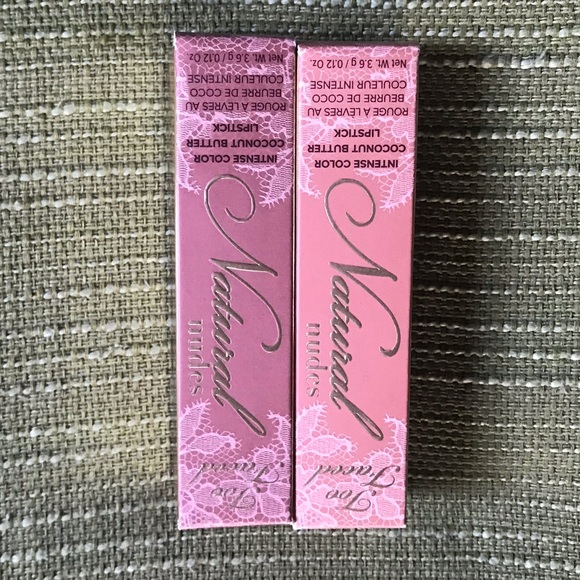 Too
Faced
Natural
nudes
INTENSE COLOR
COCONUT BUTTER
LIPSTICK
ROUGE À LÈVRES AU
BEURRE DE COCO
COULEUR INTENSE
Net Wt. 3.6 g / 0.12 Oz.
Too
Faced
Natural
nudes
INTENSE COLOR
COCONUT BUTTER
LIPSTICK
ROUGE À LÈVRES AU
BEURRE DE COCO
COULEUR INTENSE
Net Wt. 3.6 g / 0.12 Oz.